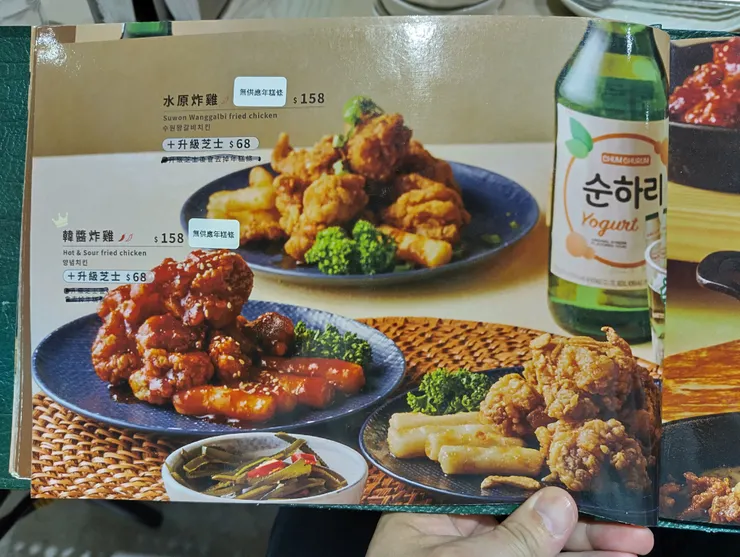 水原炸雞 無供應年糕條 $158
Suwon Wanggalbi fried chicken
수원왕갈비치킨
＋升級芝士 $68
韓醬炸雞 $158 無供應年糕條
Hot & Sour fried chicken
양념치킨
＋升級芝士 $68
CHUM CHURUM
순하리
Yogurt